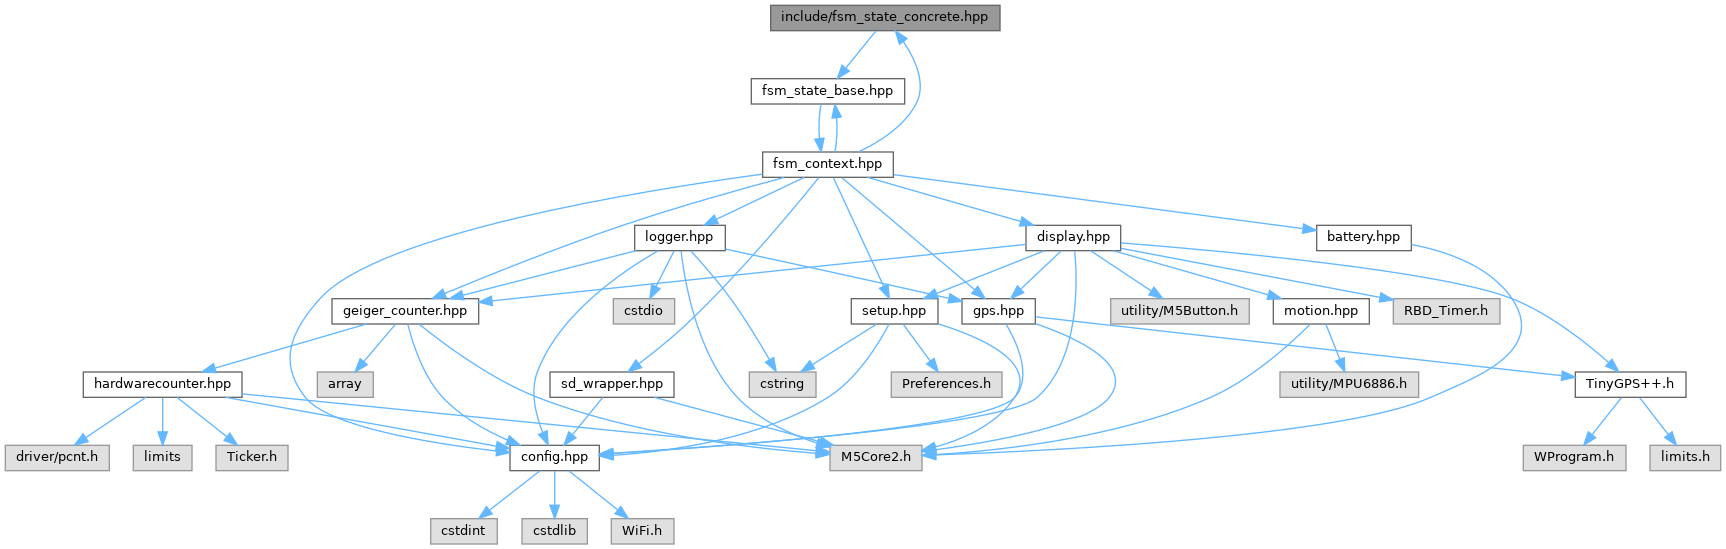 include/fsm_state_concrete.hpp
fsm_state_base.hpp
fsm_context.hpp
logger.hpp
display.hpp
battery.hpp
geiger_counter.hpp
cstdio
setup.hpp
gps.hpp
utility/M5Button.h
motion.hpp
RBD_Timer.h
hardwarecounter.hpp
array
sd_wrapper.hpp
cstring
Preferences.h
utility/MPU6886.h
TinyGPS++.h
driver/pcnt.h
limits
Ticker.h
config.hpp
M5Core2.h
WProgram.h
limits.h
cstdint
cstdlib
WiFi.h